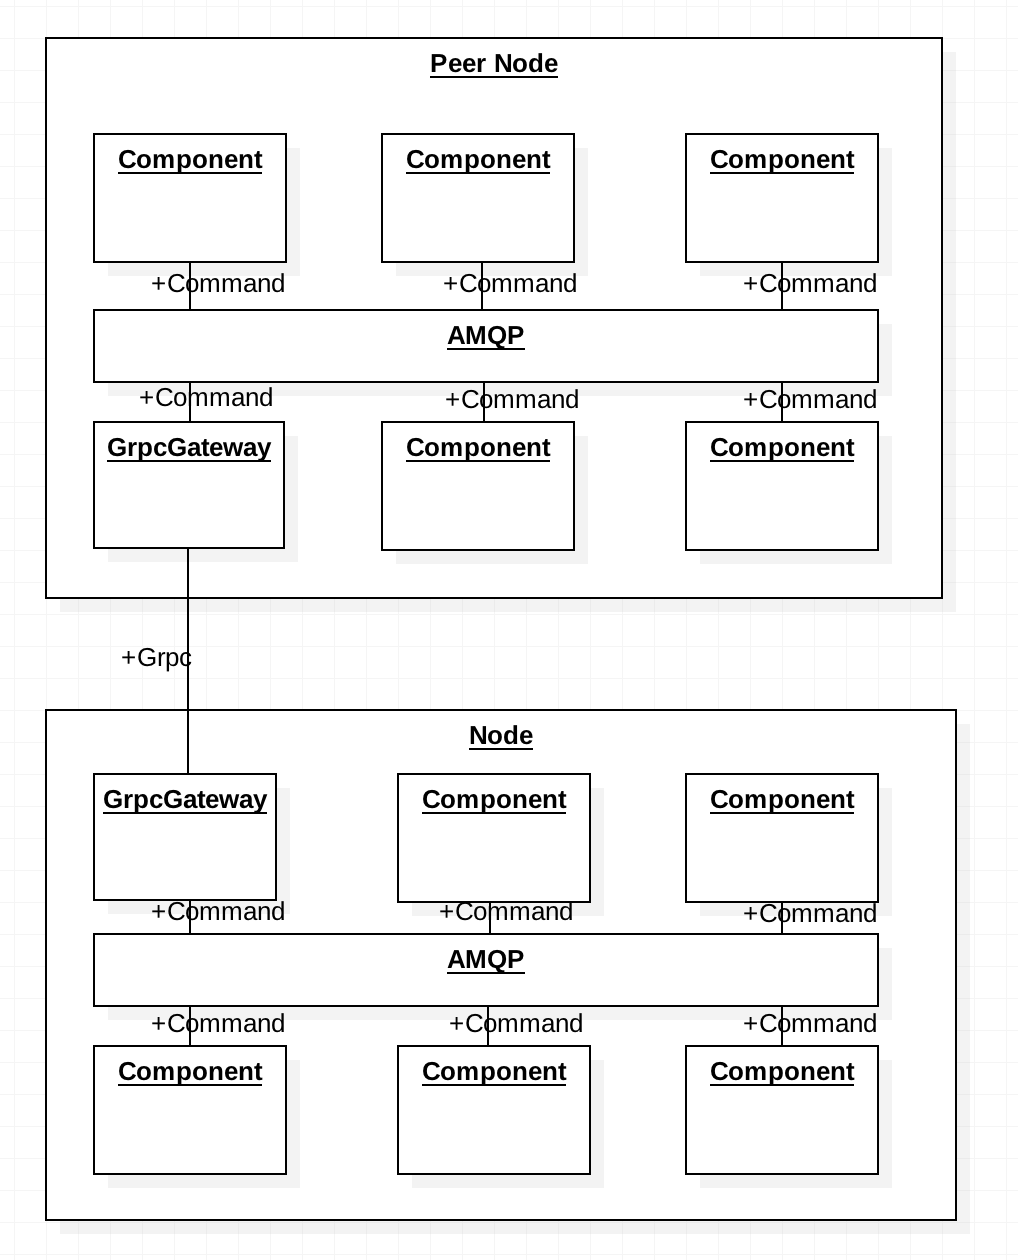 Peer Node
Component Component Component
+Command +Command +Command
AMQP
+Command +Command +Command
GrpcGateway Component Component
+Grpc
Node
GrpcGateway Component Component
+Command +Command +Command
AMQP
+Command +Command +Command
Component Component Component